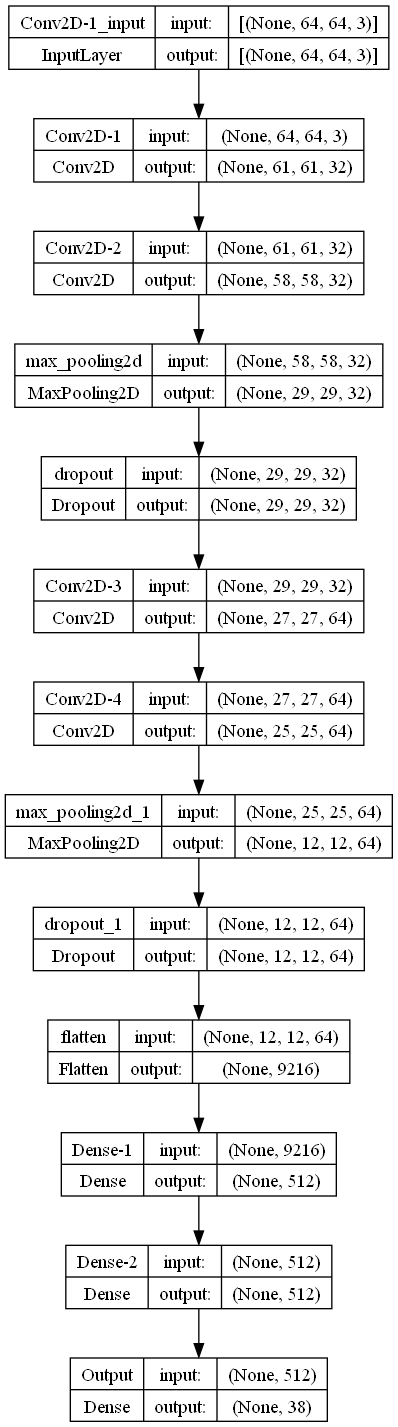 Conv2D-1_input input: [(None, 64, 64, 3)]
InputLayer output: [(None, 64, 64, 3)]
Conv2D-1 input: (None, 64, 64, 3)
Conv2D output: (None, 61, 61, 32)
Conv2D-2 input: (None, 61, 61, 32)
Conv2D output: (None, 58, 58, 32)
max_pooling2d input: (None, 58, 58, 32)
MaxPooling2D output: (None, 29, 29, 32)
dropout input: (None, 29, 29, 32)
Dropout output: (None, 29, 29, 32)
Conv2D-3 input: (None, 29, 29, 32)
Conv2D output: (None, 27, 27, 64)
Conv2D-4 input: (None, 27, 27, 64)
Conv2D output: (None, 25, 25, 64)
max_pooling2d_1 input: (None, 25, 25, 64)
MaxPooling2D output: (None, 12, 12, 64)
dropout_1 input: (None, 12, 12, 64)
Dropout output: (None, 12, 12, 64)
flatten input: (None, 12, 12, 64)
Flatten output: (None, 9216)
Dense-1 input: (None, 9216)
Dense output: (None, 512)
Dense-2 input: (None, 512)
Dense output: (None, 512)
Output input: (None, 512)
Dense output: (None, 38)